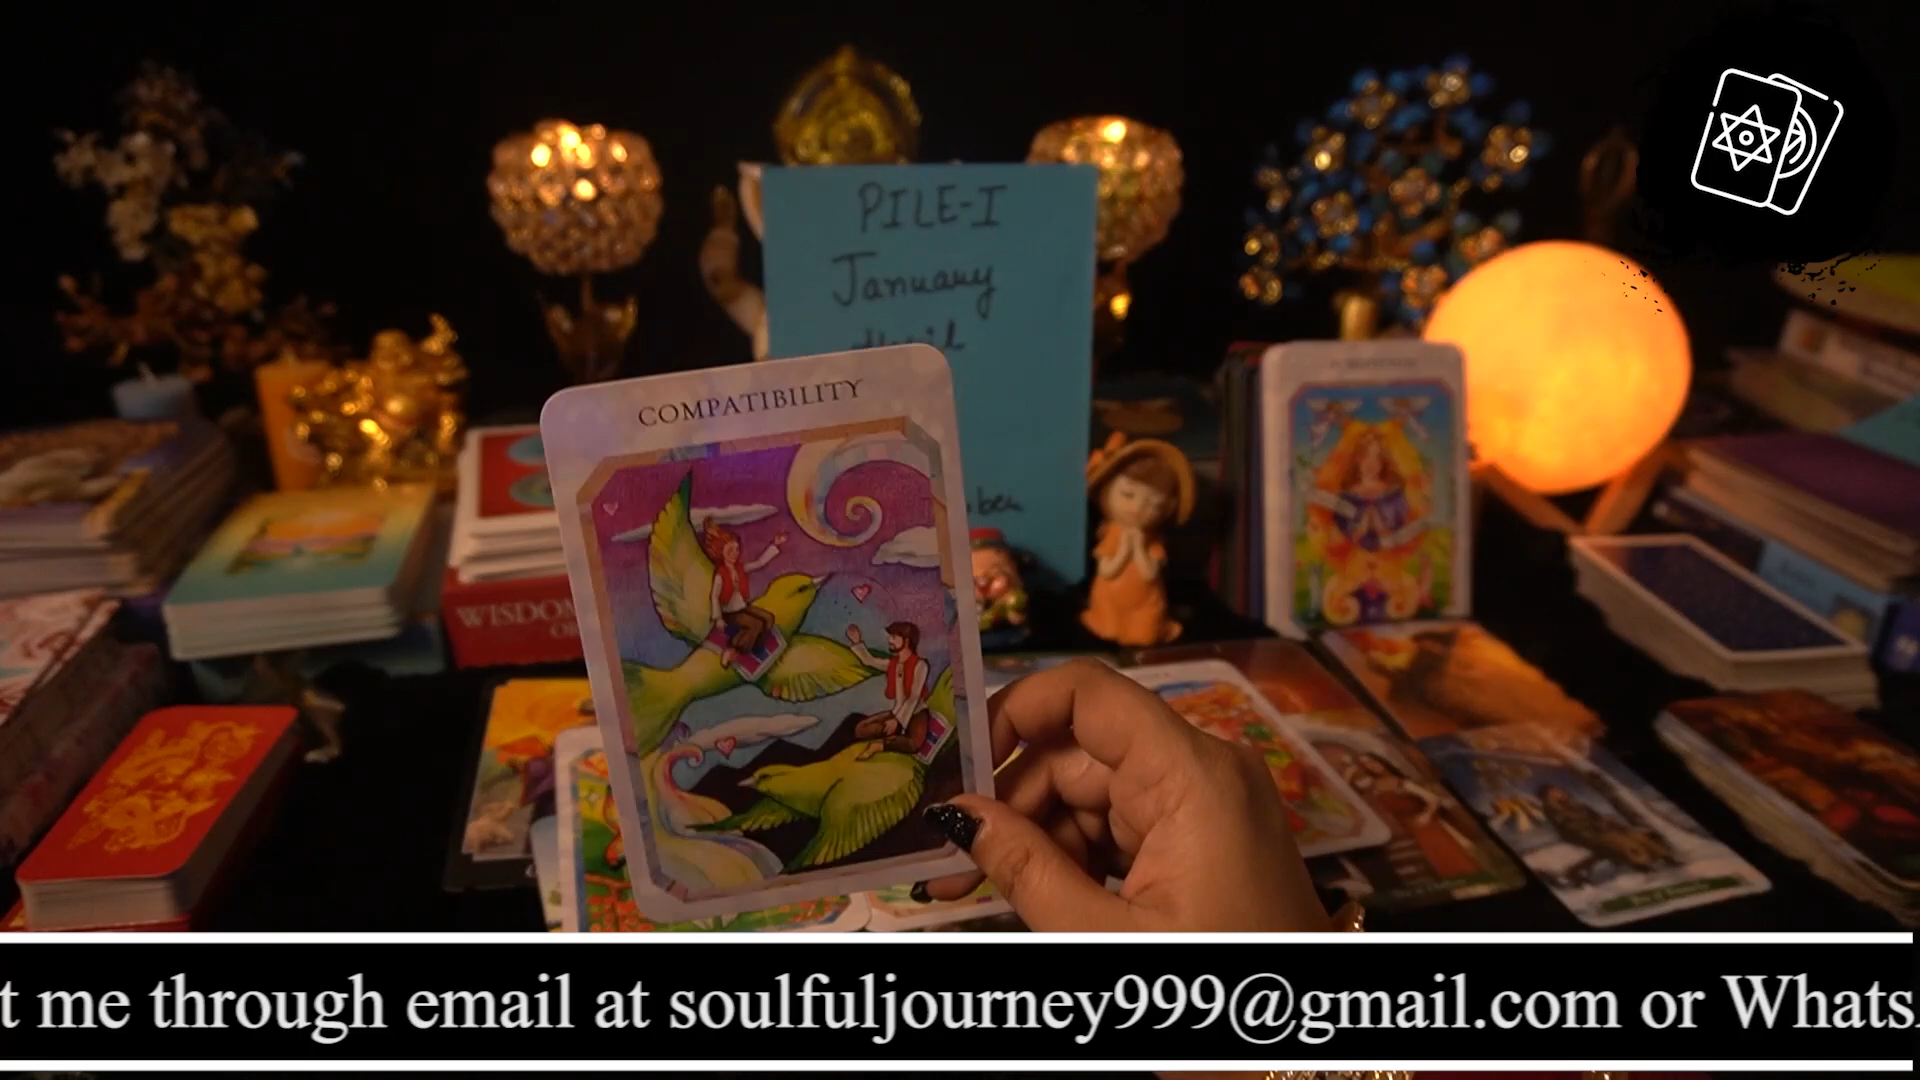 PILE-I
January
COMPATIBILITY
WISDOM
t me through email at soulfuljourney999@gmail.com or Whats